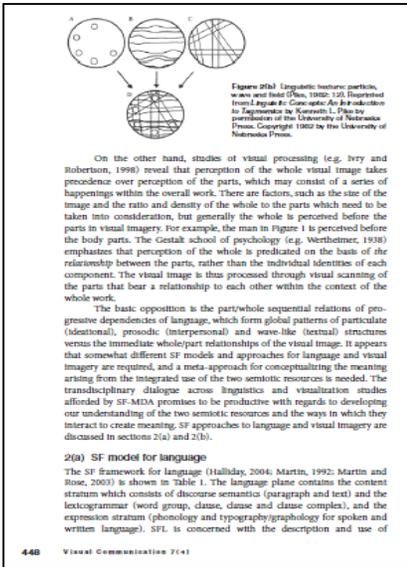 A B C
D
Figure 2(b) Linguistic texture: particle,
wave and field (Pike, 1982: 12). Reprinted
from Linguistic Concepts: An Introduction
to Tagmemics by Kenneth L. Pike by
permission of the University of Nebraska
Press. Copyright 1982 by the University of
Nebraska Press.
On the other hand, studies of visual processing (e.g. Ivry and
Robertson, 1998) reveal that perception of the whole visual image takes
precedence over perception of the parts, which may consist of a series of
happenings within the overall work. There are factors, such as the size of the
image and the ratio and density of the whole to the parts which need to be
taken into consideration, but generally the whole is perceived before the
parts in visual imagery. For example, the man in Figure 1 is perceived before
the body parts. The Gestalt school of psychology (e.g. Wertheimer, 1938)
emphasizes that perception of the whole is predicated on the basis of the
relationship between the parts, rather than the individual identities of each
component. The visual image is thus processed through visual scanning of
the parts that bear a relationship to each other within the context of the
whole work.
The basic opposition is the part/whole sequential relations of pro-
gressive dependencies of language, which form global patterns of particulate
(ideational), prosodic (interpersonal) and wave-like (textual) structures
versus the immediate whole/part relationships of the visual image. It appears
that somewhat different SF models and approaches for language and visual
imagery are required, and a meta-approach for conceptualizing the meaning
arising from the integrated use of the two semiotic resources is needed. The
transdisciplinary dialogue across linguistics and visualization studies
afforded by SF-MDA promises to be productive with regards to developing
our understanding of the two semiotic resources and the ways in which they
interact to create meaning. SF approaches to language and visual imagery are
discussed in sections 2(a) and 2(b).
2(a) SF model for language
The SF framework for language (Halliday, 2004; Martin, 1992; Martin and
Rose, 2003) is shown in Table 1. The language plane contains the content
stratum which consists of discourse semantics (paragraph and text) and the
lexicogrammar (word group, clause, clause and clause complex), and the
expression stratum (phonology and typography/graphology for spoken and
written language). SFL is concerned with the description and use of
448 Visual Communication 7(4)